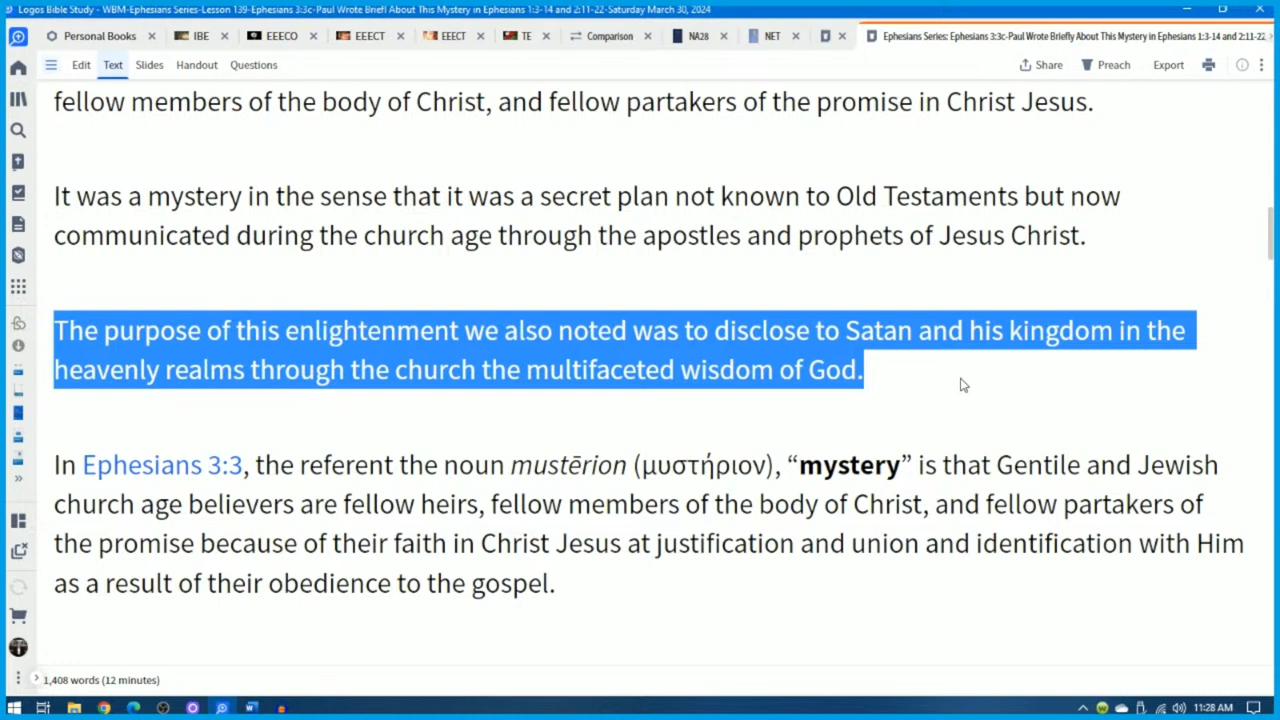 Logos Bible Study - WBM-Ephesians Series-Lesson 139-Ephesians 3:3c-Paul Wrote Briefl About This Mystery in Ephesians 1:3-14 and 2:11-22-Saturday March 30, 2024
Personal Books IBE EEECO EEECT EEECT TE Comparison NA28 NET Ephesians Series: Ephesians 3:3c-Paul Wrote Briefly About This Mystery in Ephesians 1:3-14 and 2:11-22
Edit Text Slides Handout Questions Share Preach Export
fellow members of the body of Christ, and fellow partakers of the promise in Christ Jesus.
It was a mystery in the sense that it was a secret plan not known to Old Testaments but now
communicated during the church age through the apostles and prophets of Jesus Christ.
The purpose of this enlightenment we also noted was to disclose to Satan and his kingdom in the
heavenly realms through the church the multifaceted wisdom of God.
In Ephesians 3:3, the referent the noun mustērion (μυστήριον), “mystery” is that Gentile and Jewish
church age believers are fellow heirs, fellow members of the body of Christ, and fellow partakers of
the promise because of their faith in Christ Jesus at justification and union and identification with Him
as a result of their obedience to the gospel.
1,408 words (12 minutes)
11:28 AM